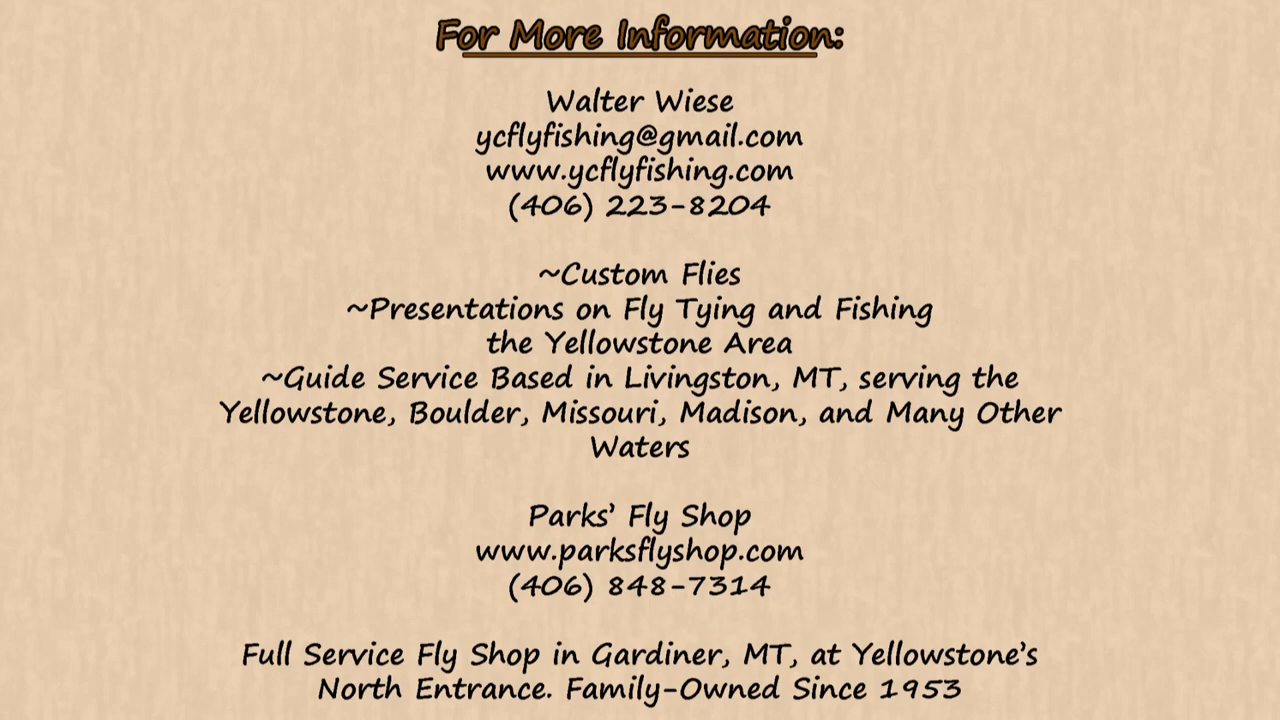 For More Information:
Walter Wiese
ycflyfishing@gmail.com
www.ycflyfishing.com
(406) 223-8204
~Custom Flies
~Presentations on Fly Tying and Fishing
the Yellowstone Area
~Guide Service Based in Livingston, MT, serving the
Yellowstone, Boulder, Missouri, Madison, and Many Other
Waters
Parks’ Fly Shop
www.parksflyshop.com
(406) 848-7314
Full Service Fly Shop in Gardiner, MT, at Yellowstone’s
North Entrance. Family-Owned Since 1953